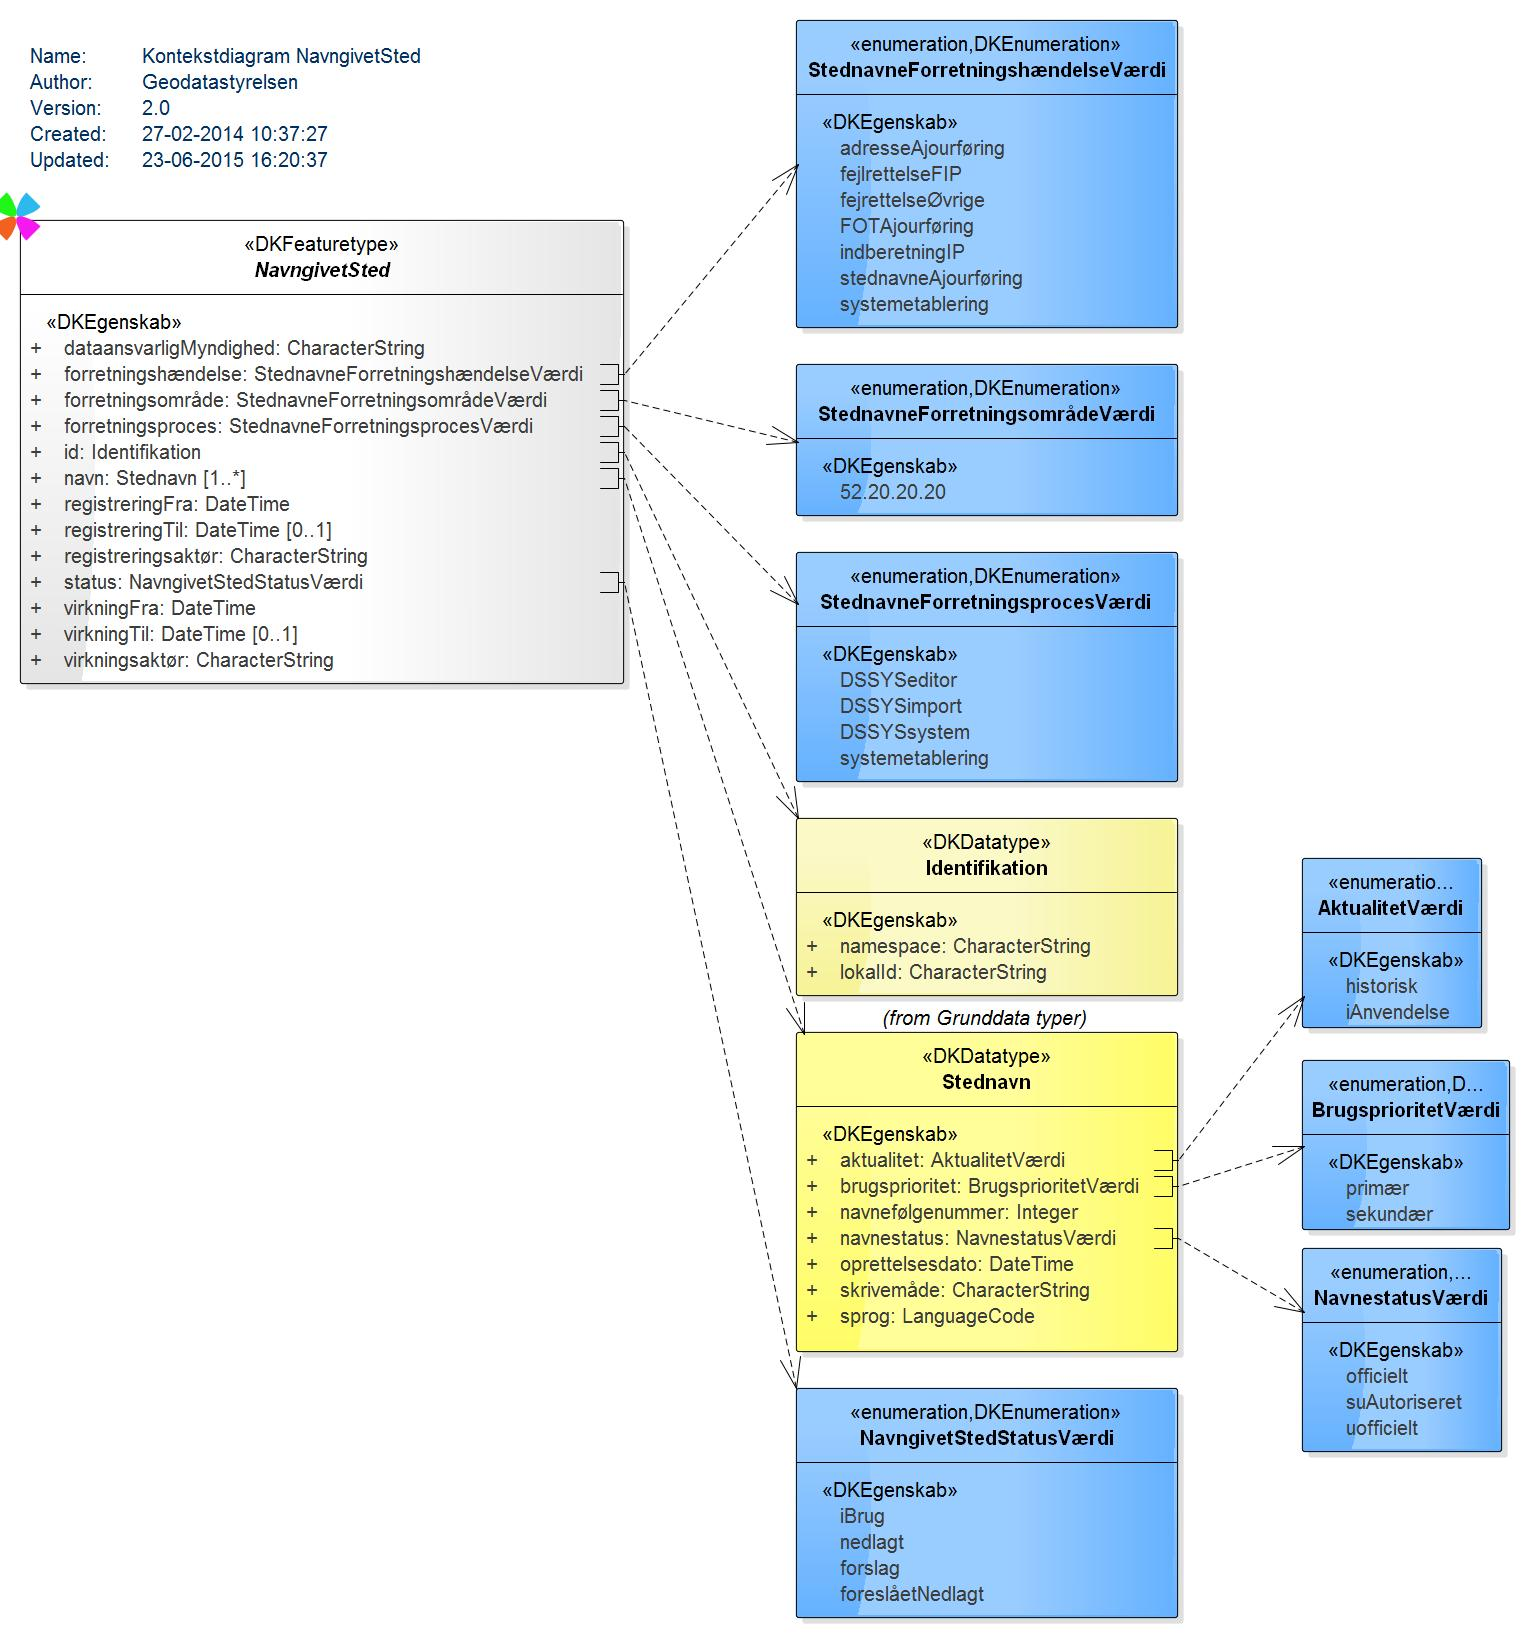 Name: Kontekstdiagram NavngivetSted
Author: Geodatastyrelsen
Version: 2.0
Created: 27-02-2014 10:37:27
Updated: 23-06-2015 16:20:37
«DKFeaturetype»
NavngivetSted
«DKEgenskab»
+ dataansvarligMyndighed: CharacterString
+ forretningshændelse: StednavneForretningshændelseVærdi
+ forretningsområde: StednavneForretningsområdeVærdi
+ forretningsproces: StednavneForretningsprocesVærdi
+ id: Identifikation
+ navn: Stednavn [1..*]
+ registreringFra: DateTime
+ registreringTil: DateTime [0..1]
+ registreringsaktør: CharacterString
+ status: NavngivetStedStatusVærdi
+ virkningFra: DateTime
+ virkningTil: DateTime [0..1]
+ virkningsaktør: CharacterString
«enumeration,DKEnumeration»
StednavneForretningshændelseVærdi
«DKEgenskab»
adresseAjourføring
fejlrettelseFIP
fejrettelseØvrige
FOTAjourføring
indberetningIP
stednavneAjourføring
systemetablering
«enumeration,DKEnumeration»
StednavneForretningsområdeVærdi
«DKEgenskab»
52.20.20.20
«enumeration,DKEnumeration»
StednavneForretningsprocesVærdi
«DKEgenskab»
DSSYSeditor
DSSYSimport
DSSYSsystem
systemetablering
«DKDatatype»
Identifikation
«DKEgenskab»
+ namespace: CharacterString
+ lokalId: CharacterString
(from Grunddata typer)
«DKDatatype»
Stednavn
«DKEgenskab»
+ aktualitet: AktualitetVærdi
+ brugsprioritet: BrugsprioritetVærdi
+ navnefølgenummer: Integer
+ navnestatus: NavnestatusVærdi
+ oprettelsesdato: DateTime
+ skrivemåde: CharacterString
+ sprog: LanguageCode
«enumeration,DKEnumeration»
NavngivetStedStatusVærdi
«DKEgenskab»
iBrug
nedlagt
forslag
foreslåetNedlagt
«enumeratio...
AktualitetVærdi
«DKEgenskab»
historisk
iAnvendelse
«enumeration,D...
BrugsprioritetVærdi
«DKEgenskab»
primær
sekundær
«enumeration,...
NavnestatusVærdi
«DKEgenskab»
officielt
suAutoriseret
uofficielt